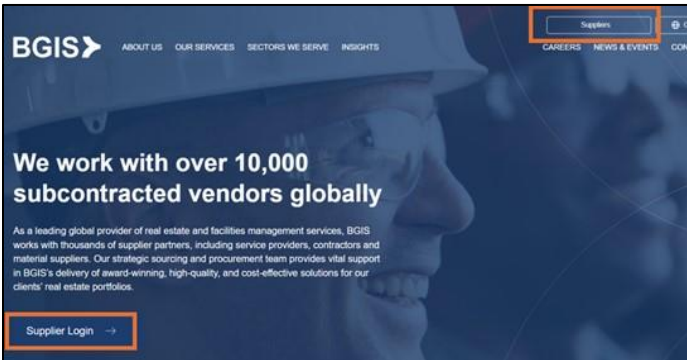 Suppliers
BGIS
ABOUT US OUR SERVICES SECTORS WE SERVE INSIGHTS
CAREERS NEWS & EVENTS
We work with over 10,000
subcontracted vendors globally
As a leading global provider of real estate and facilities management services, BGIS
works with thousands of supplier partners, including service providers, contractors and
material suppliers. Our strategic sourcing and procurement team provides vital support
in BGIS's delivery of award-winning, high-quality, and cost-effective solutions for our
clients' real estate portfolios.
Supplier Login →